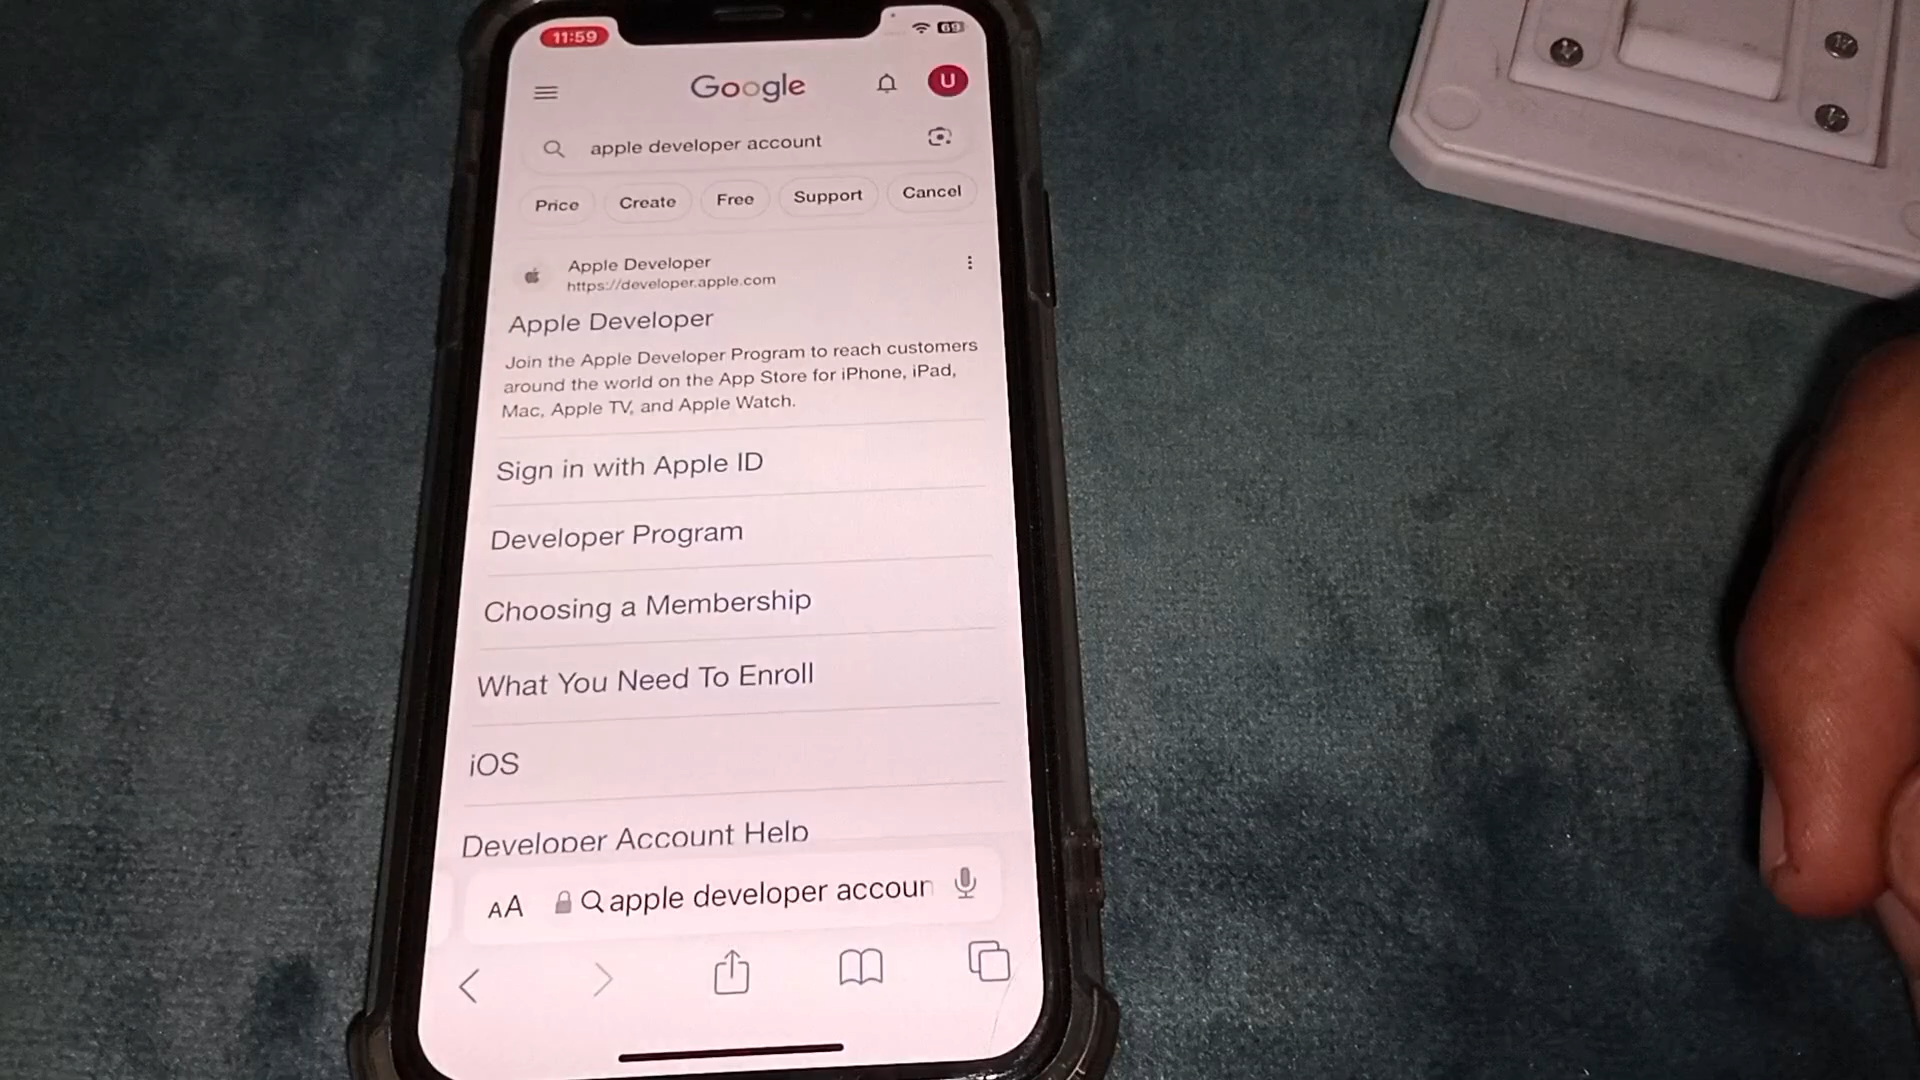 11:59
69
Google
U
apple developer account
Price Create Free Support Cancel
Apple Developer
https://developer.apple.com
Apple Developer
Join the Apple Developer Program to reach customers
around the world on the App Store for iPhone, iPad,
Mac, Apple TV, and Apple Watch.
Sign in with Apple ID
Developer Program
Choosing a Membership
What You Need To Enroll
iOS
Developer Account Help
AA apple developer accoun